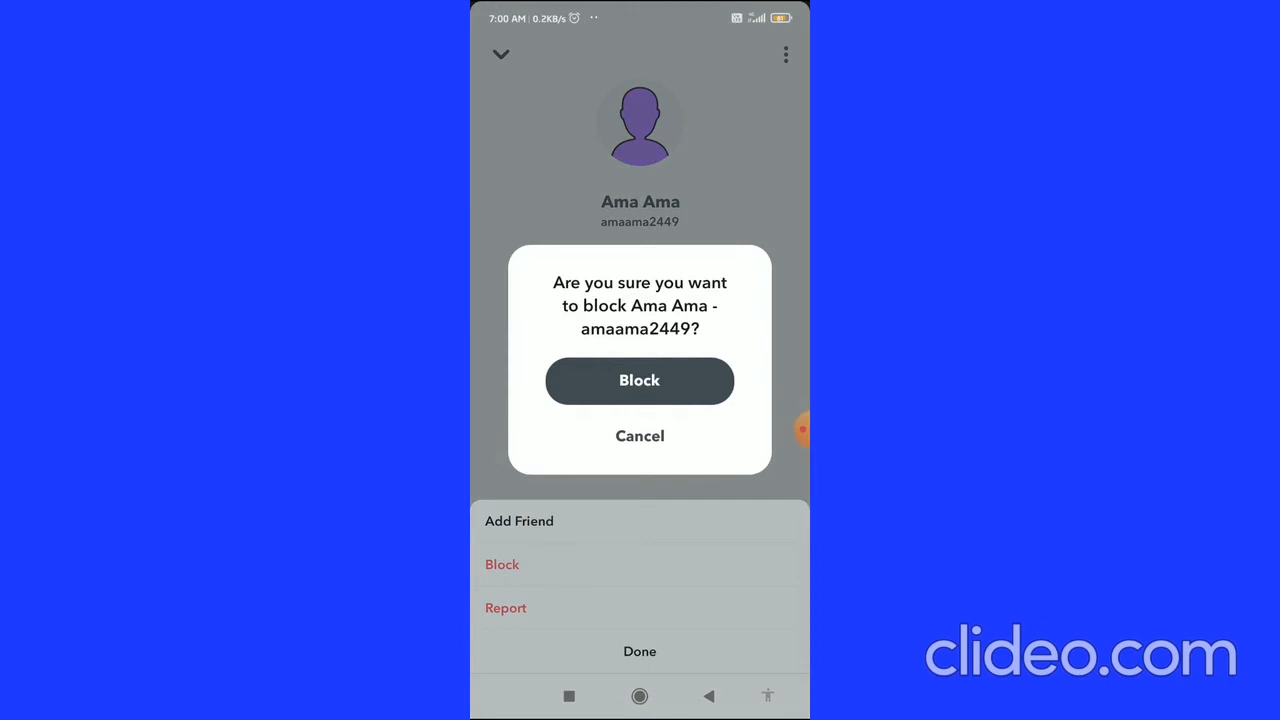 7:00 AM | 0.2KB/s
Ama Ama
amaama2449
Are you sure you want
to block Ama Ama -
amaama2449?
Block
Cancel
Add Friend
Block
Report
Done
clideo.com